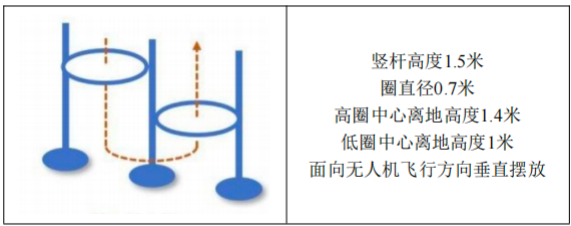 竖杆高度1.5米
圈直径0.7米
高圈中心离地高度1.4米
低圈中心离地高度1米
面向无人机飞行方向垂直摆放